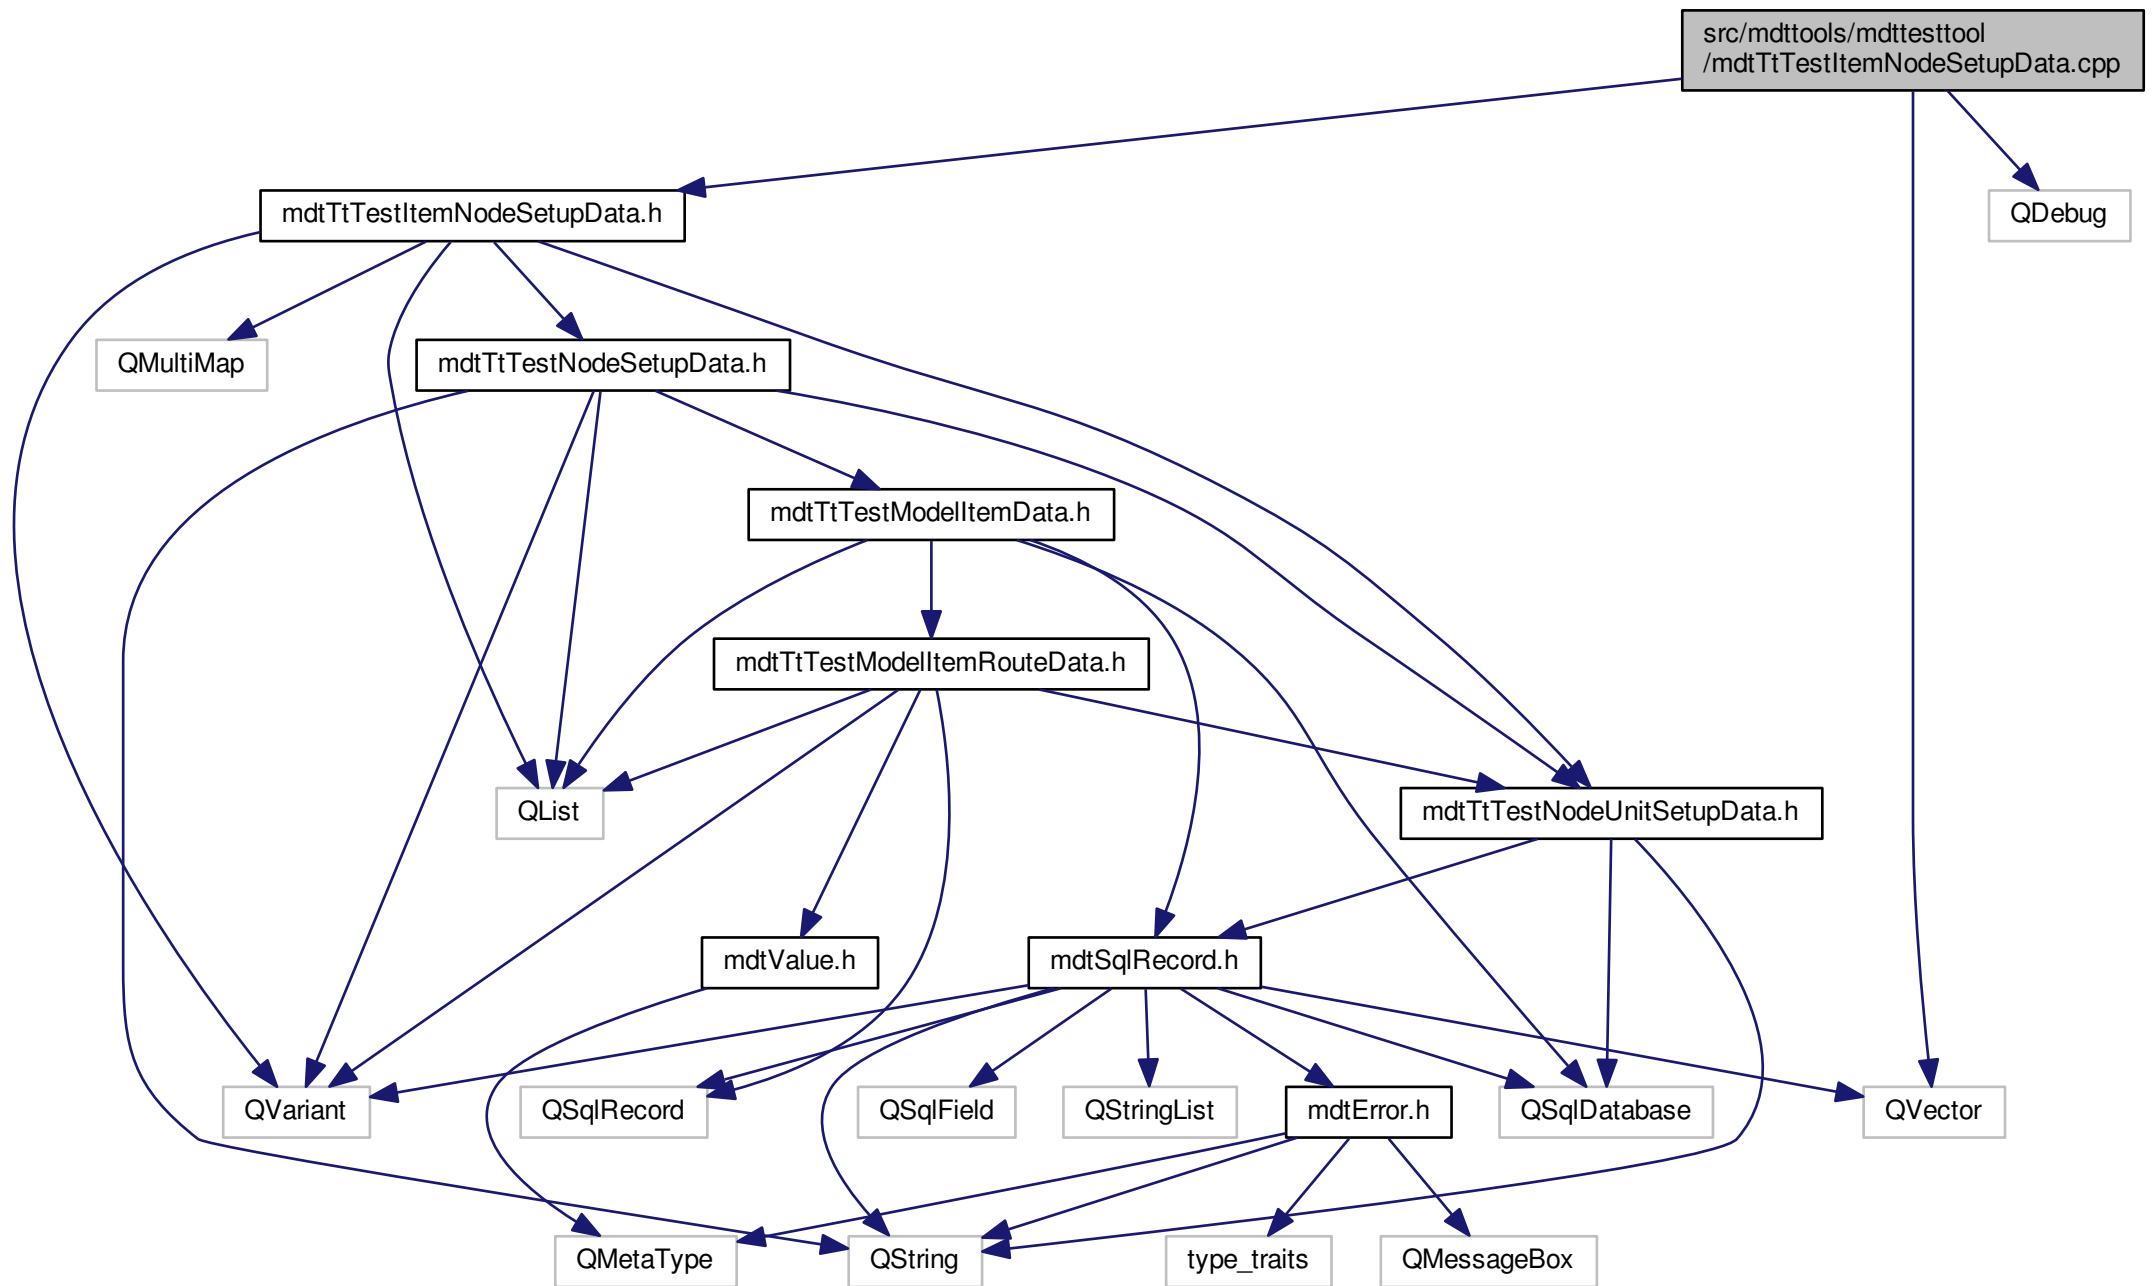 src/mdttools/mdttesttool
/mdtTtTestItemNodeSetupData.cpp
mdtTtTestItemNodeSetupData.h
QDebug
QMultiMap
mdtTtTestNodeSetupData.h
mdtTtTestModelItemData.h
mdtTtTestModelItemRouteData.h
QList
mdtTtTestNodeUnitSetupData.h
mdtValue.h
mdtSqlRecord.h
QVariant
QSqlRecord
QSqlField
QStringList
mdtError.h
QSqlDatabase
QVector
QMetaType
QString
type_traits
QMessageBox